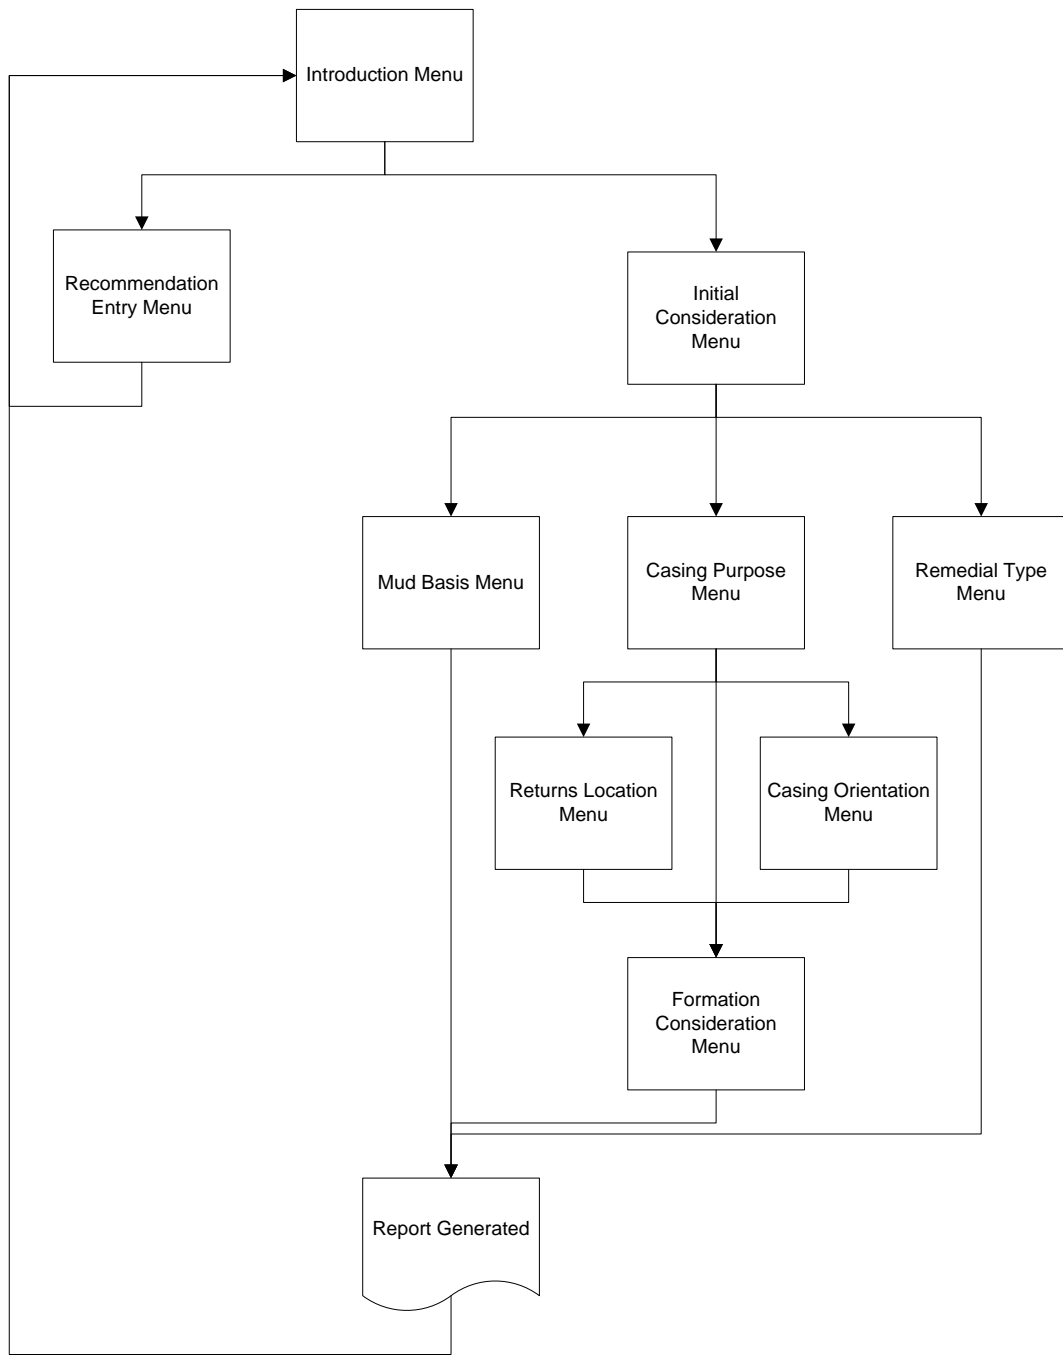 Introduction Menu
Recommendation
Entry Menu
Initial
Consideration
Menu
Mud Basis Menu
Casing Purpose
Menu
Remedial Type
Menu
Returns Location
Menu
Casing Orientation
Menu
Formation
Consideration
Menu
Report Generated